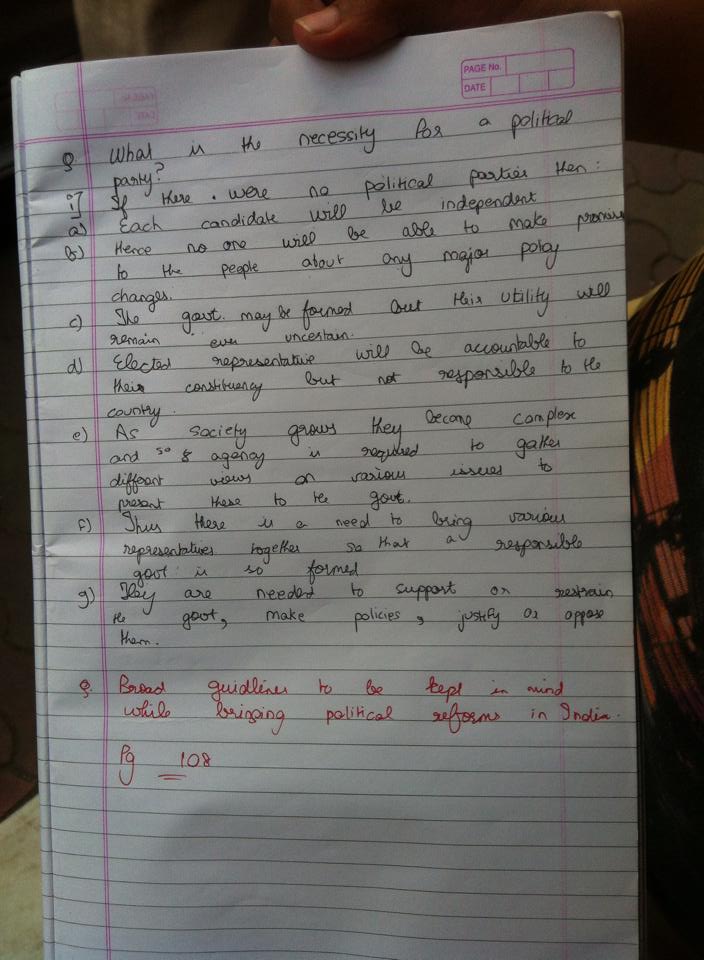 PAGE No.
DATE
Q What is the necessity for a political
party?
i] If there were no political parties then:
a) Each candidate will be independent
b) Hence no one will be able to make promises
to the people about any major policy
changes.
c) The govt. may be formed but their utility will
remain ever uncertain.
d) Elected representative will be accountable to
their constituency but not responsible to the
country.
e) As society grows they become complex
and so agency is required to gather
different views on various issues to
present these to the govt.
f) Thus there is a need to bring various
representatives together so that a responsible
govt is so formed
g) They are needed to support or restrain
the govt, make policies, justify or oppose
them.
Q. Broad guidlines to be kept in mind
while bringing political reforms in India.
Pg 108